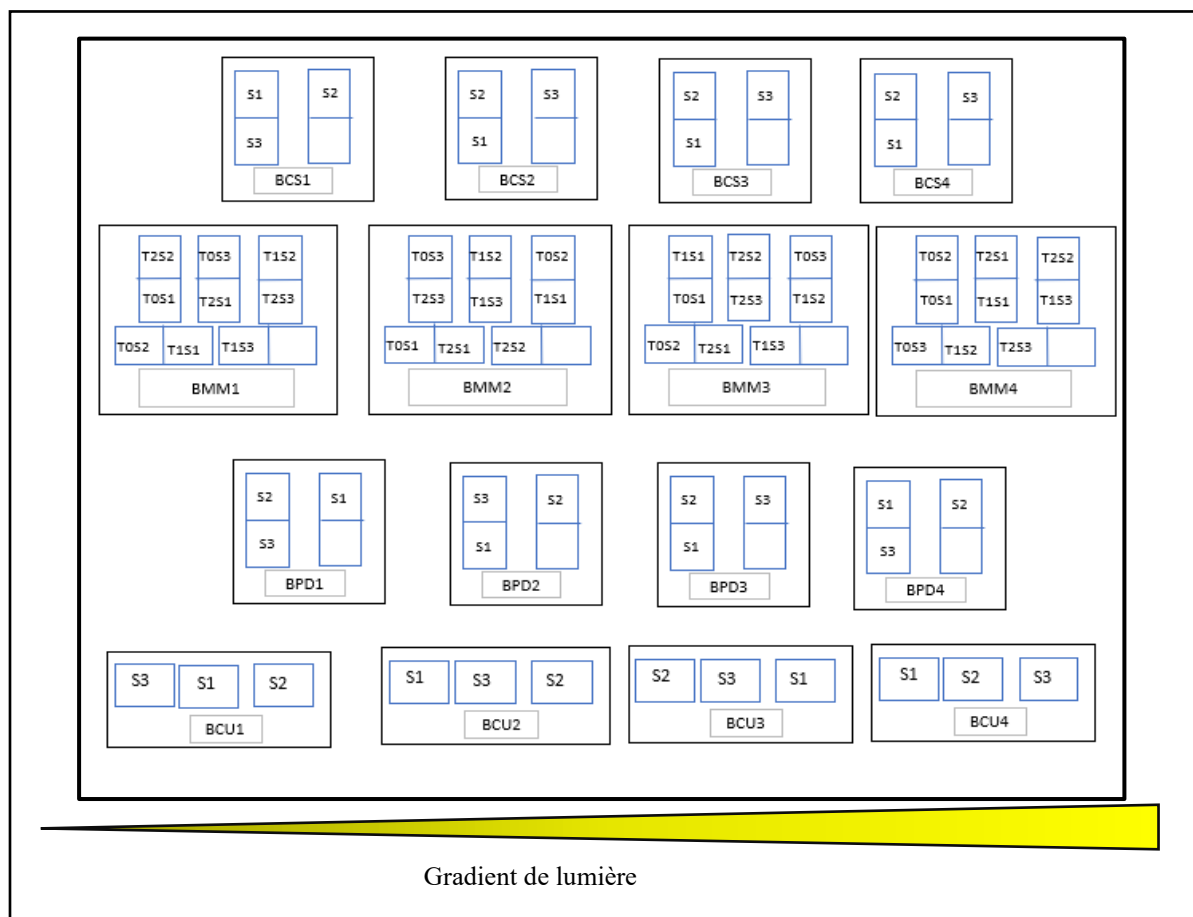 S1 S2 S2 S3 S2 S3 S2 S3
S3 S1 S1 S1
BCS1 BCS2 BCS3 BCS4
T2S2 T0S3 T1S2 T0S3 T1S2 T0S2 T1S1 T2S2 T0S3 T0S2 T2S1 T2S2
T0S1 T2S1 T2S3 T2S3 T1S3 T1S1 T0S1 T2S3 T1S2 T0S1 T1S1 T1S3
T0S2 T1S1 T1S3 T0S1 T2S1 T2S2 T0S2 T2S1 T1S3 T0S3 T1S2 T2S3
BMM1 BMM2 BMM3 BMM4
S2 S1 S3 S2 S2 S3 S1 S2
S3 S1 S1 S3
BPD1 BPD2 BPD3 BPD4
S3 S1 S2 S1 S3 S2 S2 S3 S1 S1 S2 S3
BCU1 BCU2 BCU3 BCU4
Gradient de lumière